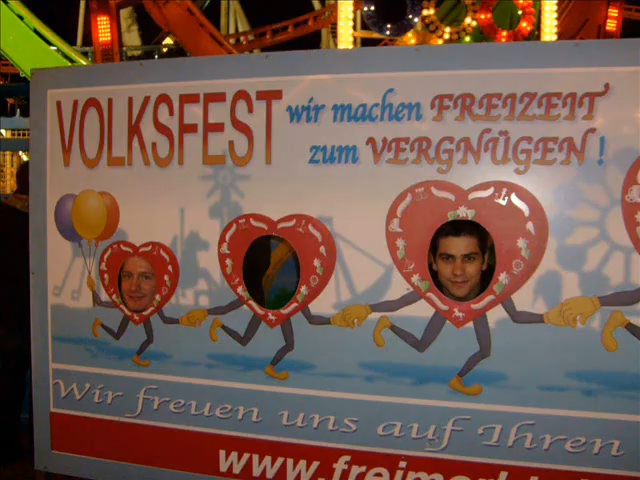 VOLKSFEST wir machen FREIZEIT
zum VERGNÜGEN!
Wir freuen uns auf Ihren